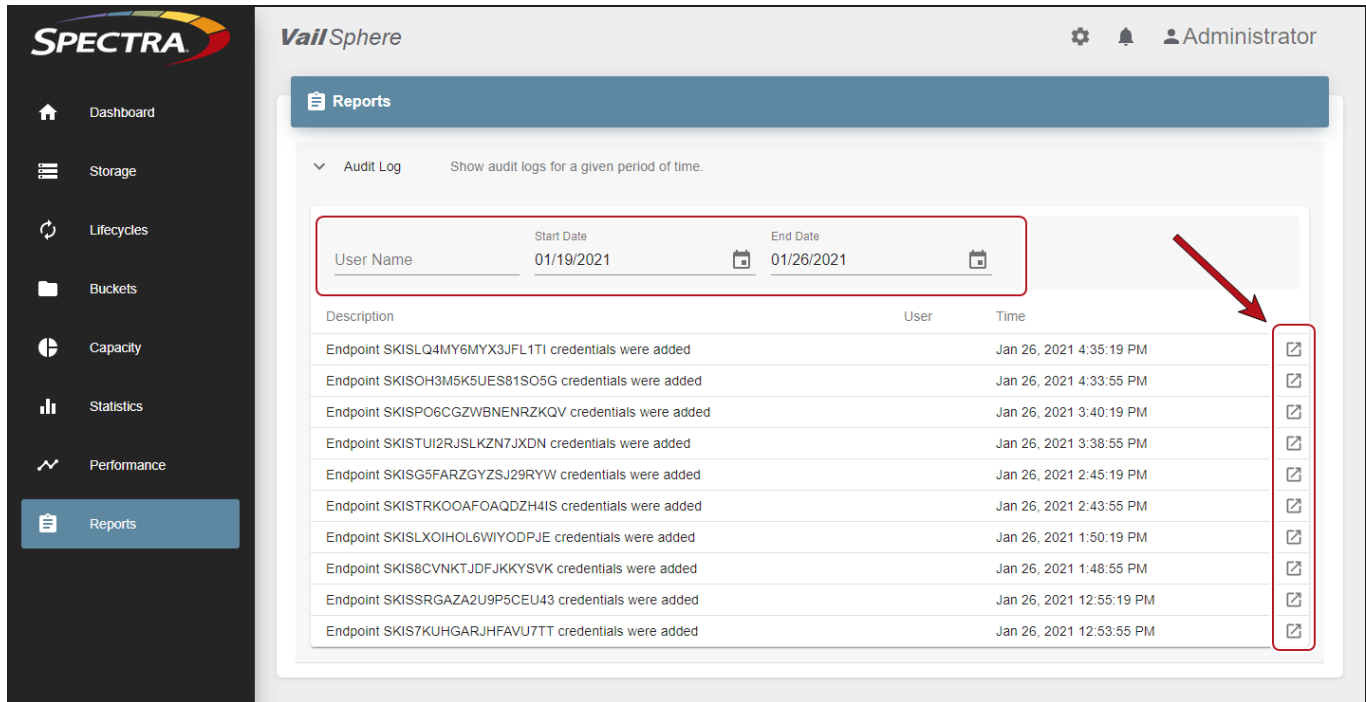 SPECTRA
VailSphere
Administrator
Dashboard
Storage
Lifecycles
Buckets
Capacity
Statistics
Performance
Reports
Reports
Audit Log Show audit logs for a given period of time.
Start Date End Date
User Name 01/19/2021 01/26/2021
Description User Time
Endpoint SKISLQ4MY6MYX3JFL1TI credentials were added Jan 26, 2021 4:35:19 PM
Endpoint SKISOH3M5K5UES81SO5G credentials were added Jan 26, 2021 4:33:55 PM
Endpoint SKISPO6CGZWBNENRZKQV credentials were added Jan 26, 2021 3:40:19 PM
Endpoint SKISTUI2RJSLKZN7JXDN credentials were added Jan 26, 2021 3:38:55 PM
Endpoint SKISG5FARZGYZSJ29RYW credentials were added Jan 26, 2021 2:45:19 PM
Endpoint SKISTRKOOAFOAQDZH4IS credentials were added Jan 26, 2021 2:43:55 PM
Endpoint SKISLXOIHOL6WIYODPJE credentials were added Jan 26, 2021 1:50:19 PM
Endpoint SKIS8CVNKTJDFJKKYSVK credentials were added Jan 26, 2021 1:48:55 PM
Endpoint SKISSRGAZA2U9P5CEU43 credentials were added Jan 26, 2021 12:55:19 PM
Endpoint SKIS7KUHGARJHFAVU7TT credentials were added Jan 26, 2021 12:53:55 PM